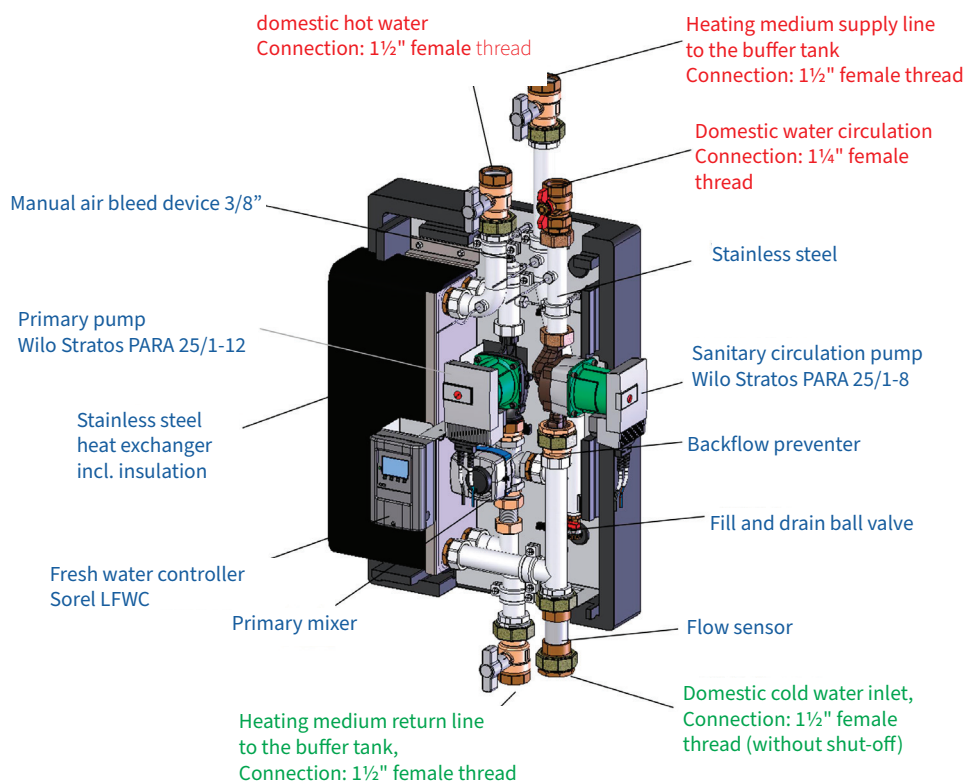 domestic hot water
Connection: 1½" female thread
Heating medium supply line
to the buffer tank
Connection: 1½" female thread
Domestic water circulation
Connection: 1¼" female
thread
Manual air bleed device 3/8”
Stainless steel
Primary pump
Wilo Stratos PARA 25/1-12
Sanitary circulation pump
Wilo Stratos PARA 25/1-8
Stainless steel
heat exchanger
incl. insulation
Backflow preventer
Fill and drain ball valve
Fresh water controller
Sorel LFWC
Primary mixer
Flow sensor
Domestic cold water inlet,
Connection: 1½" female
thread (without shut-off)
Heating medium return line
to the buffer tank,
Connection: 1½" female thread